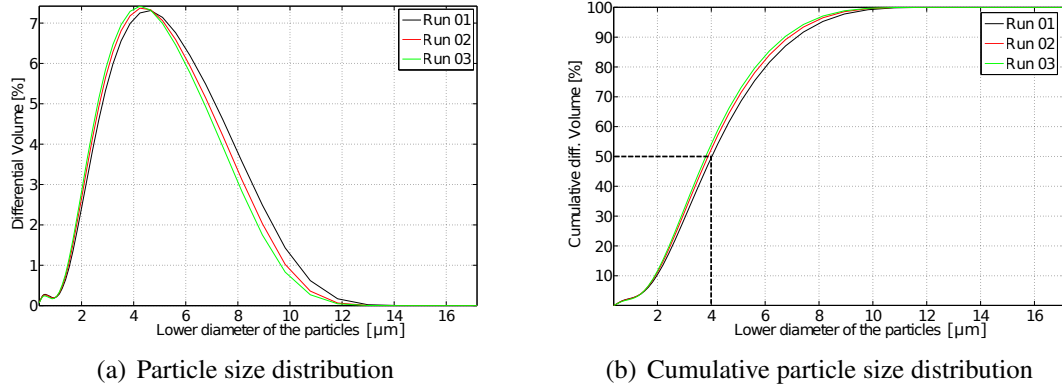 7
6
5
4
3
2
1
0
Differential Volume [%]
2 4 6 8 10 12 14 16
Lower diameter of the particles [µm]
Run 01
Run 02
Run 03
(a) Particle size distribution
100
90
80
70
60
50
40
30
20
10
Cumulative diff. Volume [%]
2 4 6 8 10 12 14 16
Lower diameter of the particles [µm]
Run 01
Run 02
Run 03
(b) Cumulative particle size distribution